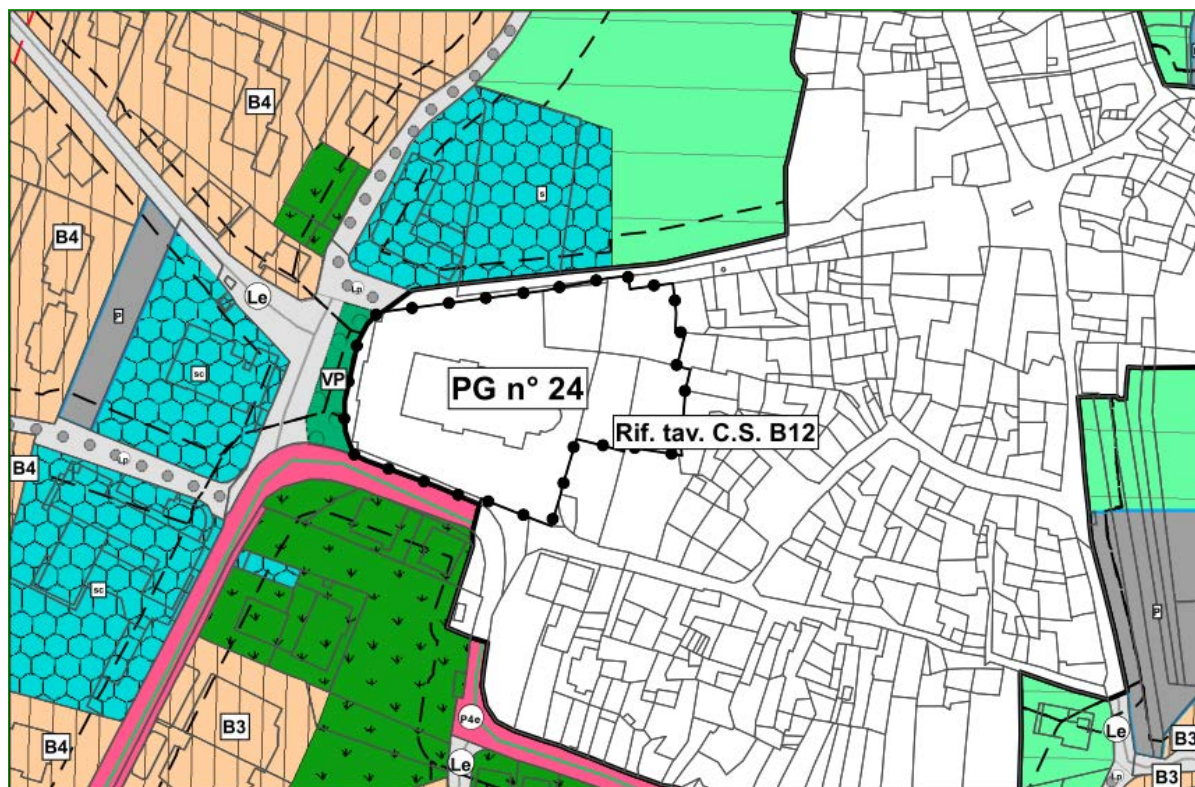 B4
s
B4
P
Le
Lp
sc
VP
PG n° 24
Rif. tav. C.S. B12
Lp
B4
sc
P
B3
P4e
Le
Le
B3
B4
Lp
B3